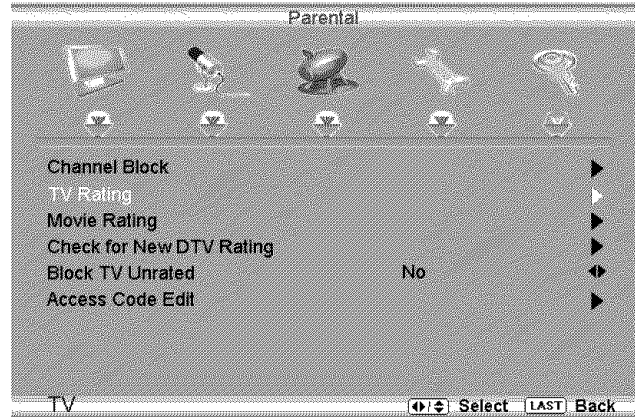 Parental
Channel Block
TV Rating
Movie Rating
Check for New DTV Rating
Block TV Unrated No
Access Code Edit
TV Select LAST Back